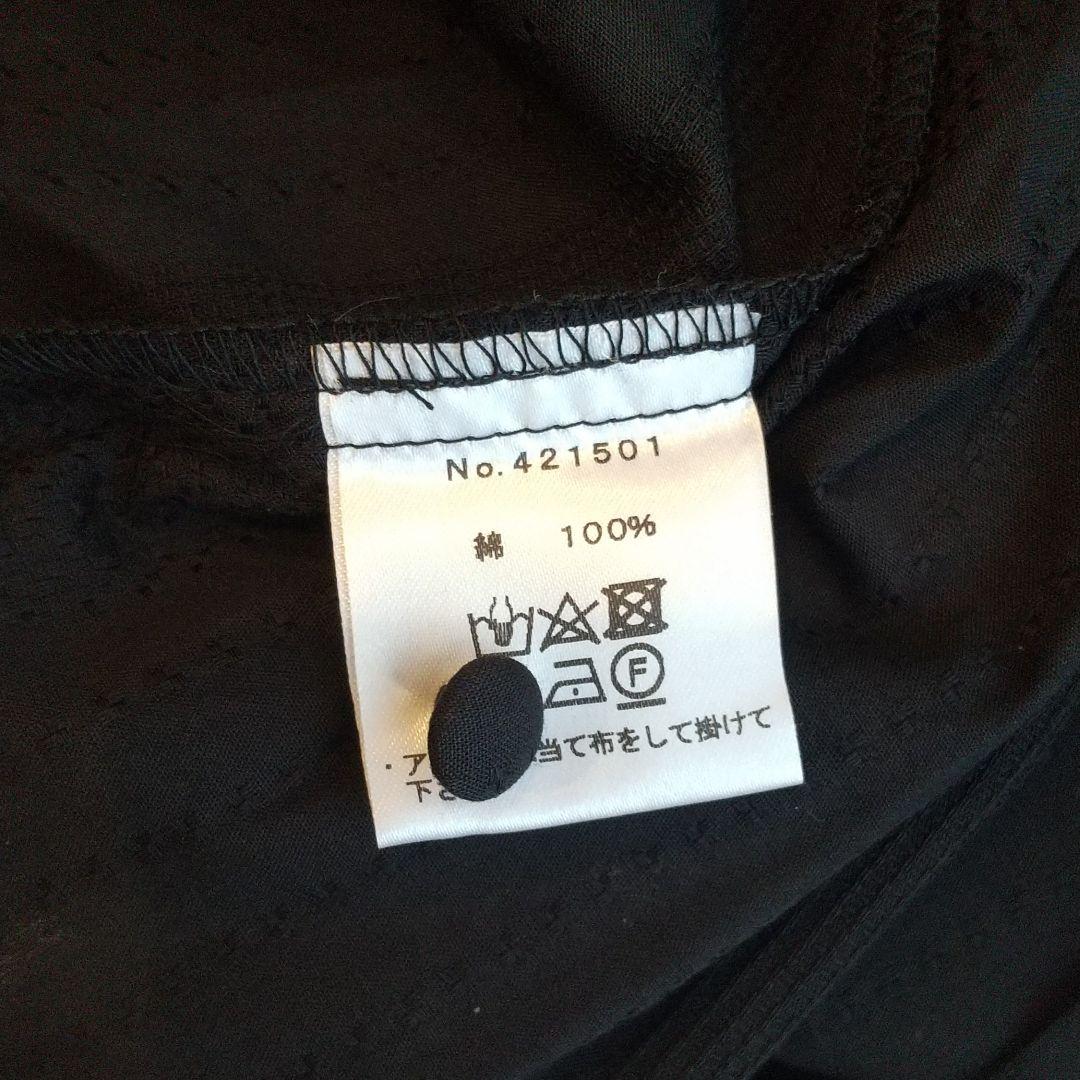 No.421501
綿 100%
F
・ア 当て布をして掛けて
下さ